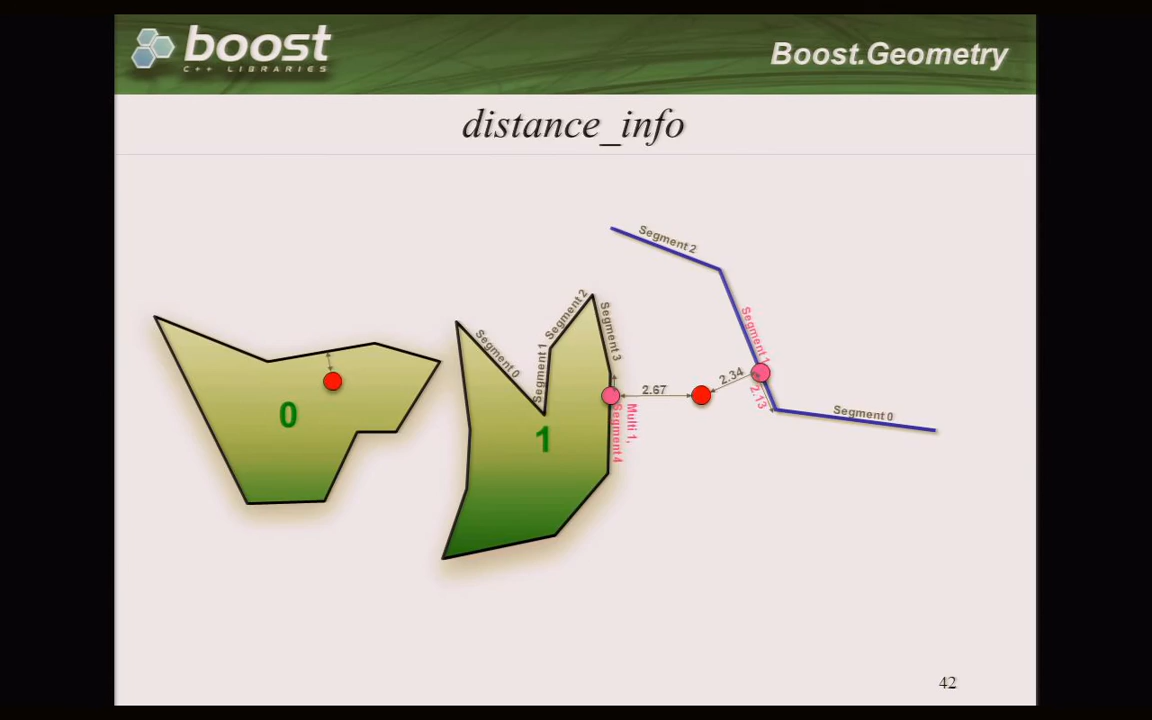 boost
C++ LIBRARIES
Boost.Geometry
distance_info
Segment 2
Segment 2
Segment 1
Segment 3
Segment 0
Segment 1
0
1
2.67
2.34
2.13
Multi 1,
Segment 4
Segment 0
42